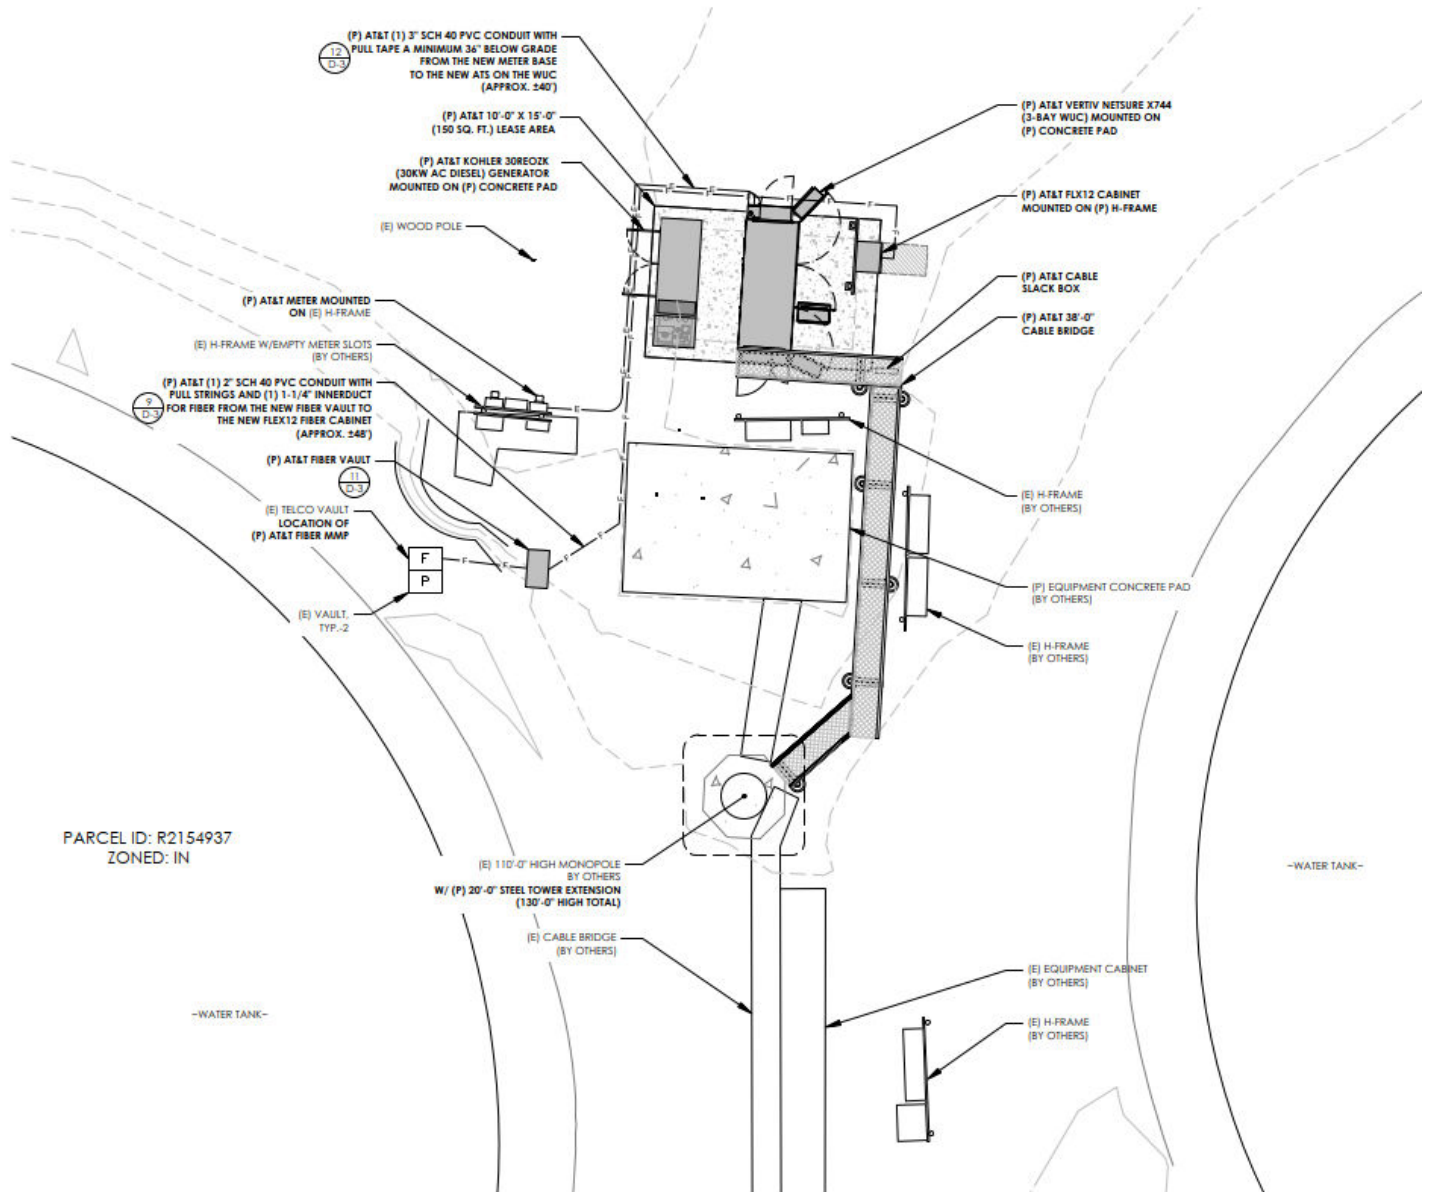 (P) AT&T (1) 3" SCH 40 PVC CONDUIT WITH
PULL TAPE A MINIMUM 36" BELOW GRADE
FROM THE NEW METER BASE
TO THE NEW ATS ON THE WUC
(APPROX. ±40')
12
D-3
(P) AT&T 10'-0" X 15'-0"
(150 SQ. FT.) LEASE AREA
(P) AT&T KOHLER 30REOZK
(30KW AC DIESEL) GENERATOR
MOUNTED ON (P) CONCRETE PAD
(E) WOOD POLE
(P) AT&T METER MOUNTED
ON (E) H-FRAME
(E) H-FRAME W/EMPTY METER SLOTS
(BY OTHERS)
(P) AT&T (1) 2" SCH 40 PVC CONDUIT WITH
PULL STRINGS AND (1) 1-1/4" INNERDUCT
FOR FIBER FROM THE NEW FIBER VAULT TO
THE NEW FLEX12 FIBER CABINET
(APPROX. ±48')
9
D-3
(P) AT&T FIBER VAULT
11
D-3
(E) TELCO VAULT
LOCATION OF
(P) AT&T FIBER MMP
F
P
(E) VAULT,
TYP.-2
(P) AT&T VERTIV NETSURE X744
(3-BAY WUC) MOUNTED ON
(P) CONCRETE PAD
(P) AT&T FLX12 CABINET
MOUNTED ON (P) H-FRAME
(P) AT&T CABLE
SLACK BOX
(P) AT&T 38'-0"
CABLE BRIDGE
(E) H-FRAME
(BY OTHERS)
(P) EQUIPMENT CONCRETE PAD
(BY OTHERS)
(E) H-FRAME
(BY OTHERS)
PARCEL ID: R2154937
ZONED: IN
(E) 110'-0" HIGH MONOPOLE
BY OTHERS
W/ (P) 20'-0" STEEL TOWER EXTENSION
(130'-0" HIGH TOTAL)
(E) CABLE BRIDGE
(BY OTHERS)
~WATER TANK~
~WATER TANK~
(E) EQUIPMENT CABINET
(BY OTHERS)
(E) H-FRAME
(BY OTHERS)